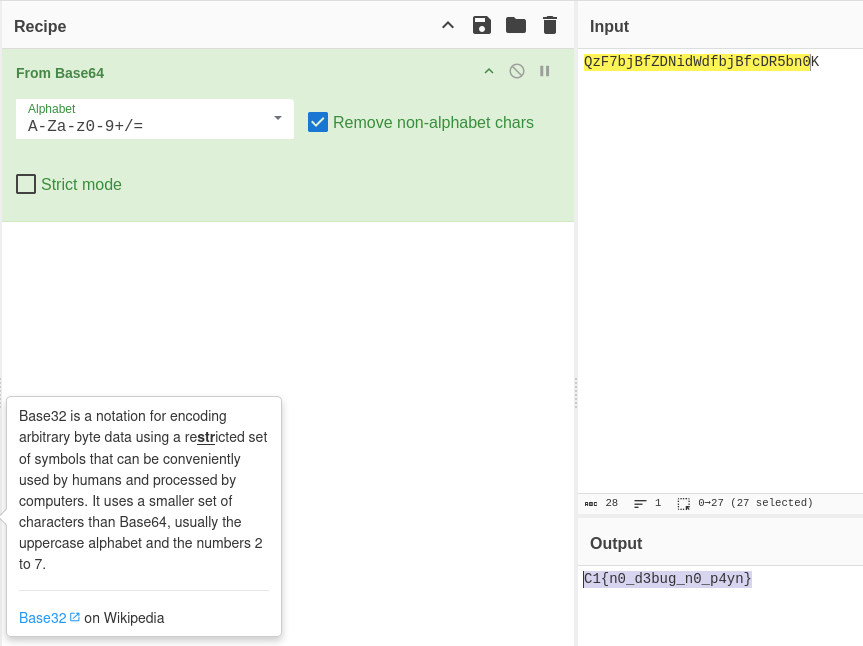 Recipe
From Base64
Alphabet
A-Za-z0-9+/=
Remove non-alphabet chars
Strict mode
Base32 is a notation for encoding
arbitrary byte data using a restricted set
of symbols that can be conveniently
used by humans and processed by
computers. It uses a smaller set of
characters than Base64, usually the
uppercase alphabet and the numbers 2
to 7.
Base32 on Wikipedia
Input
QzF7bjBfZDNidWdfbjBfcDR5bn0K
ABC 28 1 0→27 (27 selected)
Output
C1{n0_d3bug_n0_p4yn}